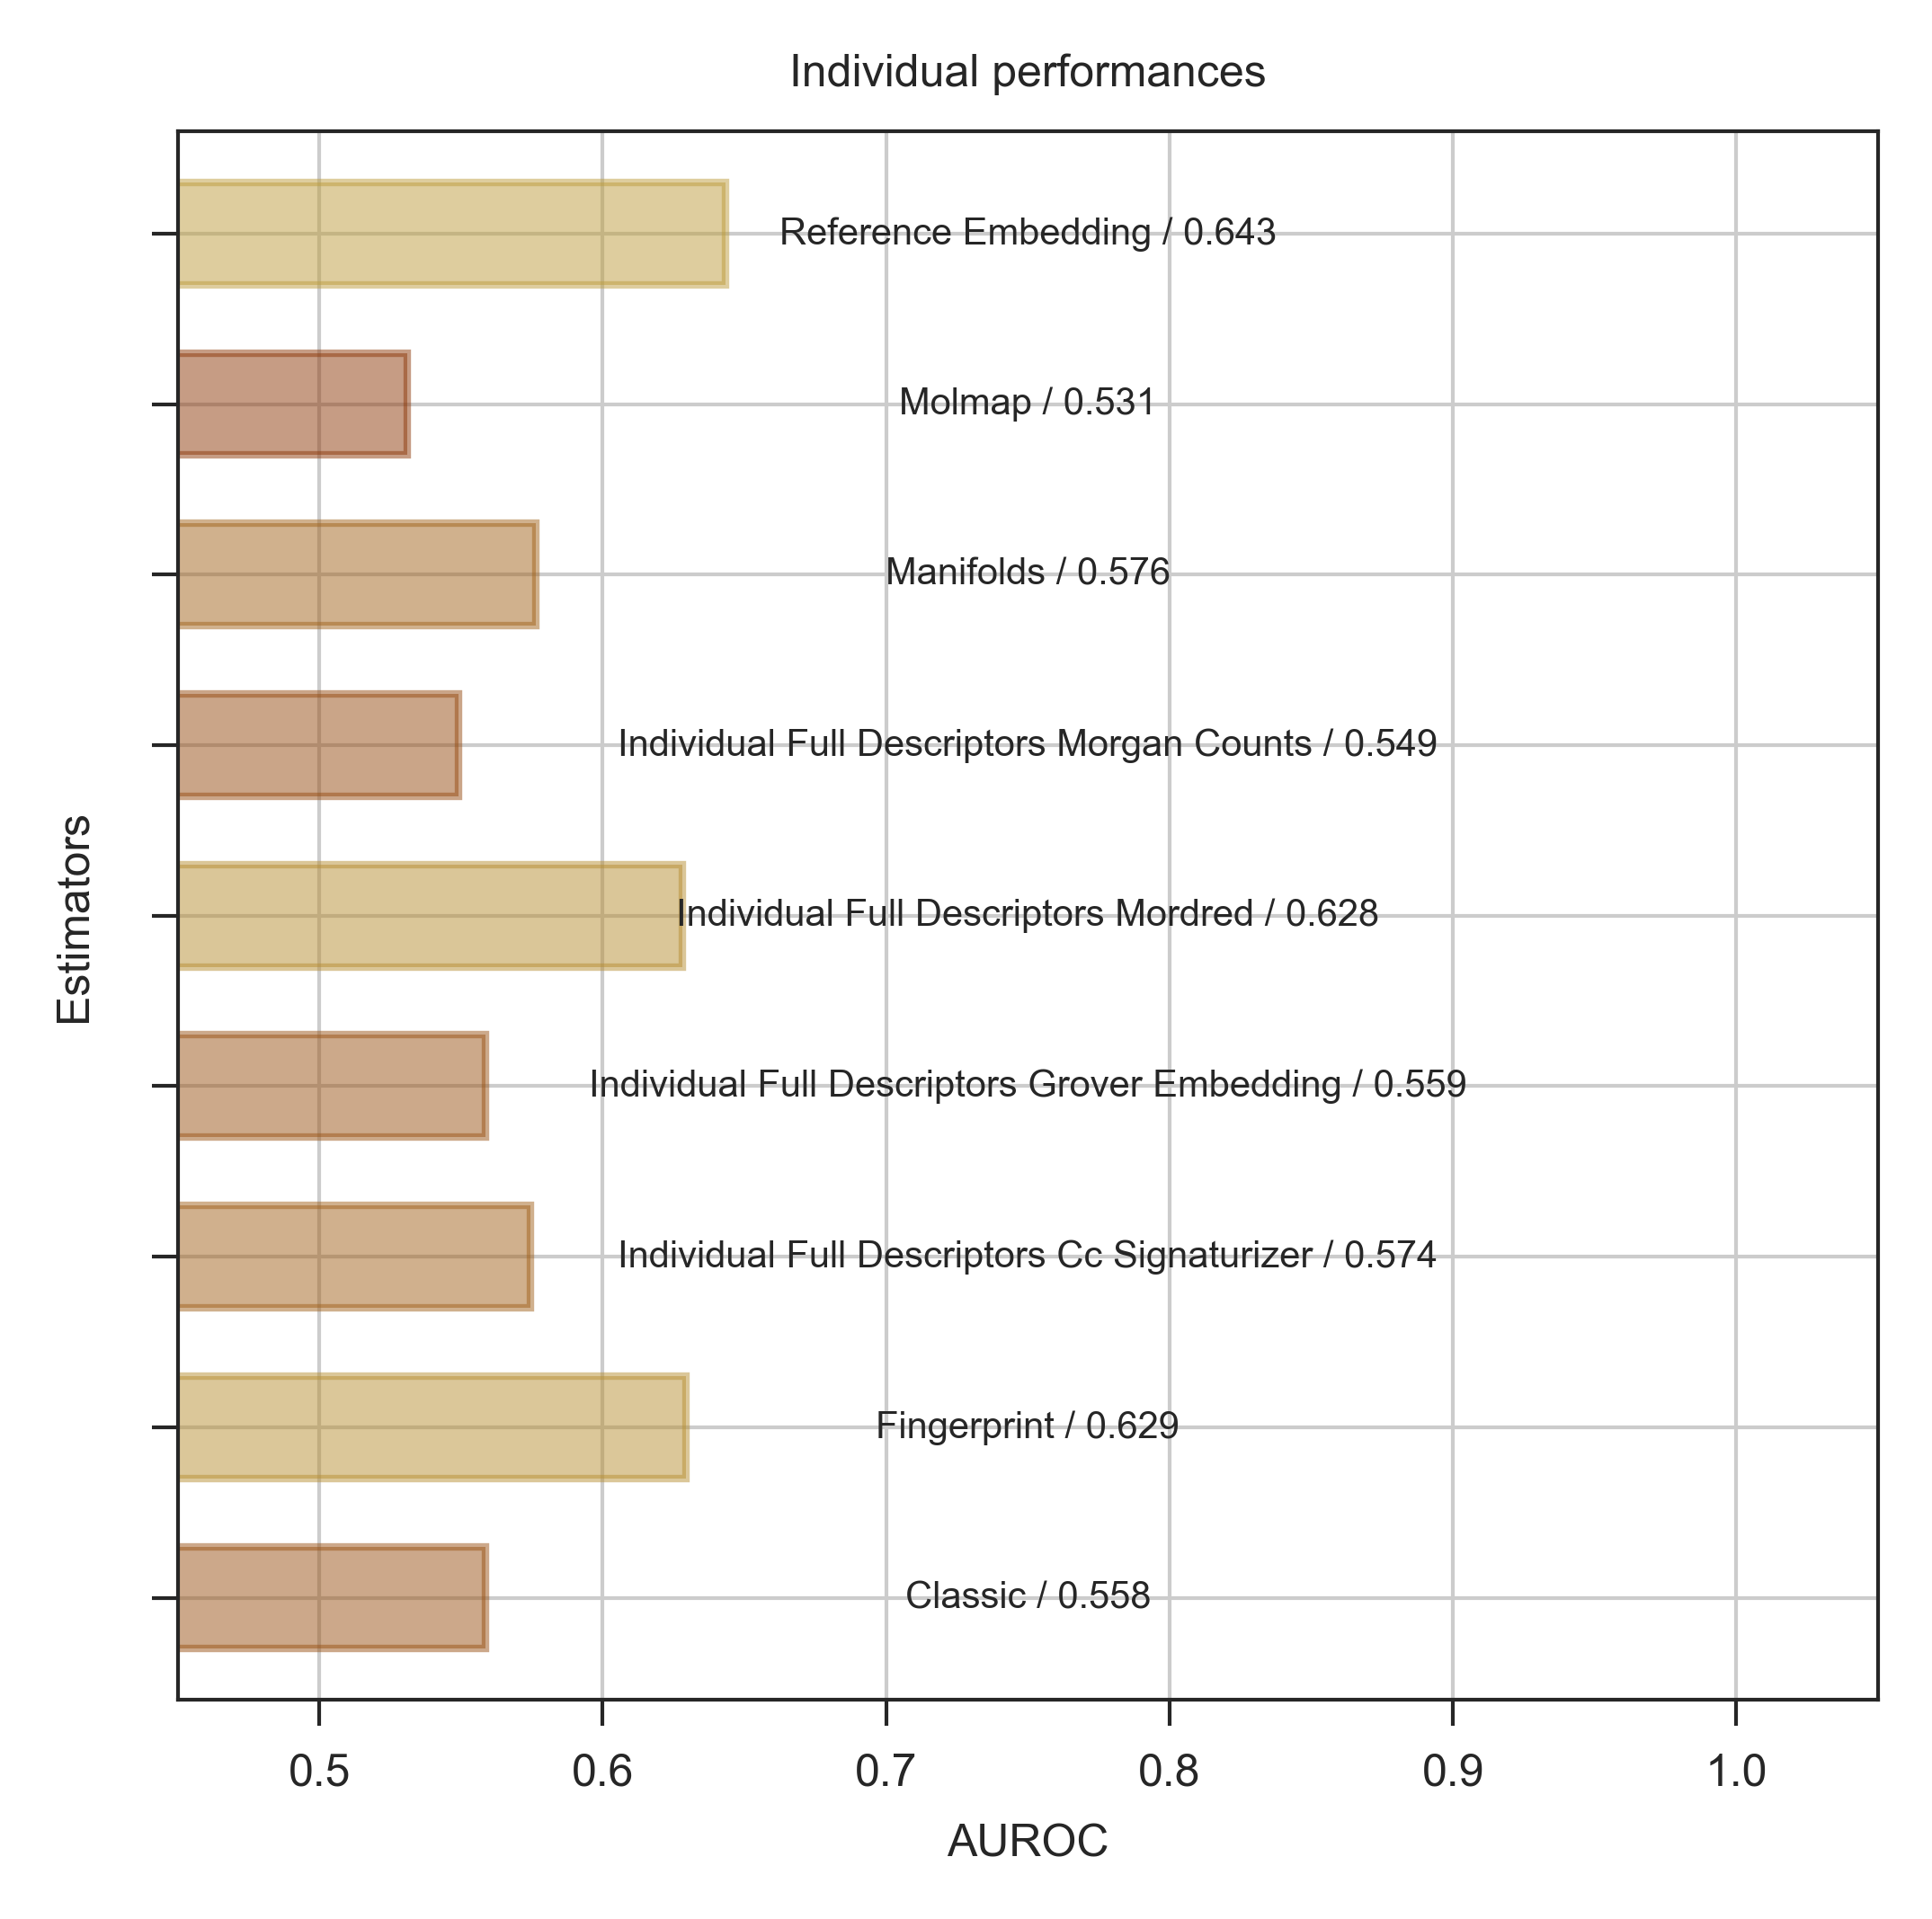 Individual performances
Reference Embedding / 0.643
Molmap / 0.531
Manifolds / 0.576
Individual Full Descriptors Morgan Counts / 0.549
Individual Full Descriptors Mordred / 0.628
Individual Full Descriptors Grover Embedding / 0.559
Individual Full Descriptors Cc Signaturizer / 0.574
Fingerprint / 0.629
Classic / 0.558
Estimators
0.5 0.6 0.7 0.8 0.9 1.0
AUROC